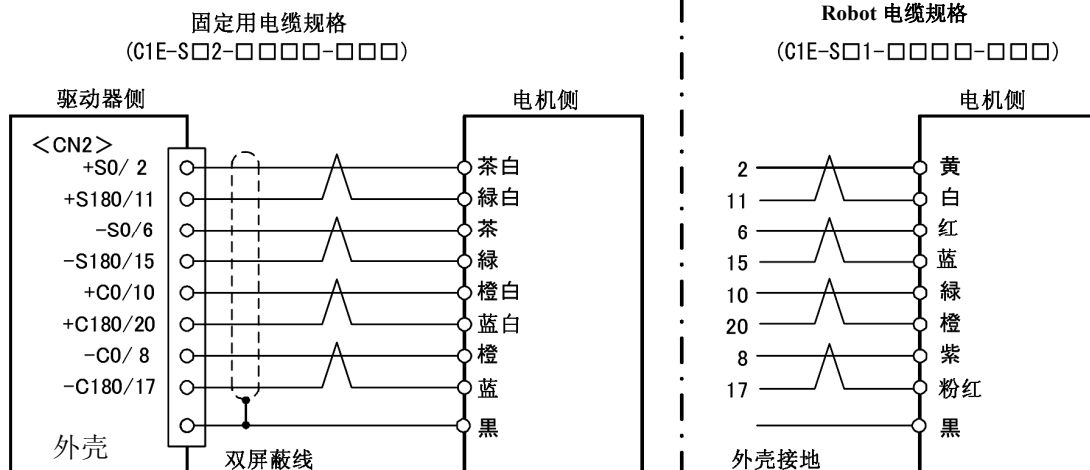 固定用电缆规格
(C1E-S□2-□□□□-□□□)
驱动器侧
电机侧
<CN2>
+S0/ 2
茶白
+S180/11
緑白
-S0/6
茶
-S180/15
緑
+C0/10
橙白
+C180/20
蓝白
-C0/ 8
橙
-C180/17
蓝
黒
外壳
双屏蔽线
Robot 电缆规格
(C1E-S□1-□□□□-□□□)
电机侧
2
黄
11
白
6
红
15
蓝
10
緑
20
橙
8
紫
17
粉红
黒
外壳接地